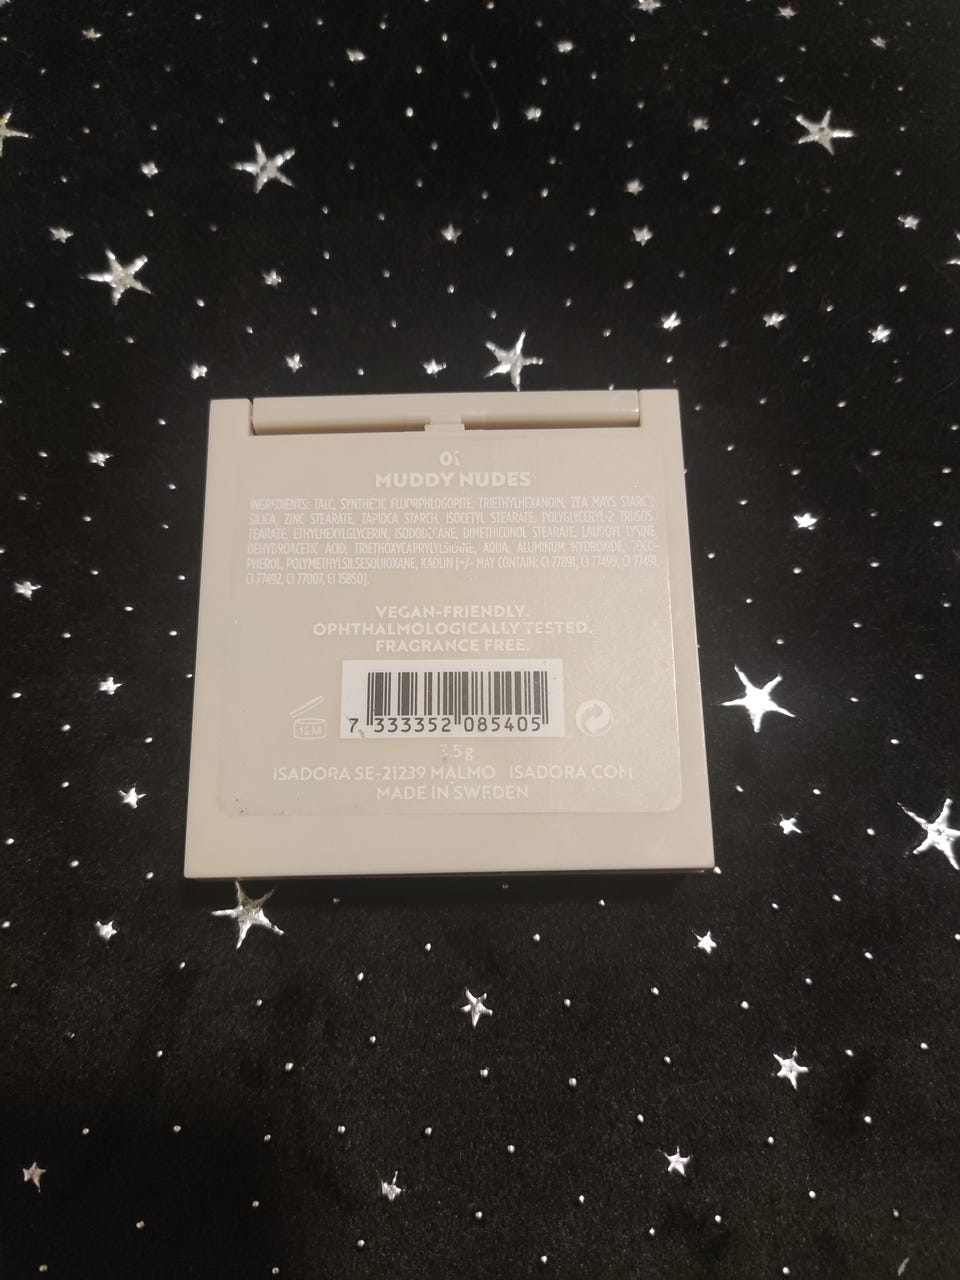 MUDDY NUDES
INGREDIENTS: TALC, SYNTHETIC FLUORPHLOGOPITE, TRIETHYLHEXANOIN, ZEA MAYS STARC
SILICA, ZINC STEARATE, TAPIOCA STARCH, ISOCETYL STEARATE, POLYGLYCERYL-2 TRIISOS
TEARATE, ETHYLHEXYLGLYCERIN, ISODODECANE, DIMETHICONOL STEARATE, LAUROYL LYSINE
DEHYDROACETIC ACID, TRIETHOXYCAPRYLYLSILANE, AQUA, ALUMINUM HYDROXIDE, TOCO-
PHEROL, POLYMETHYLSILSESQUIOXANE, KAOLIN [+/- MAY CONTAIN: CI 77891, CI 77499, CI 77491,
CI 77492, CI 77007, CI 15850].
VEGAN-FRIENDLY.
OPHTHALMOLOGICALLY TESTED.
FRAGRANCE FREE.
12 M
7 333352 085405
3.5 g
ISADORA SE-21239 MALMO ISADORA.COM
MADE IN SWEDEN